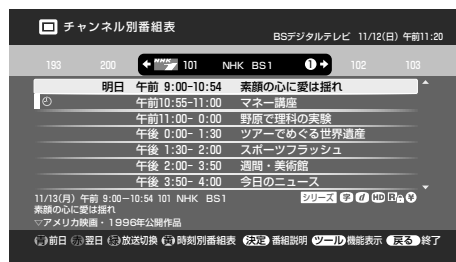 チャンネル別番組表
BSデジタルテレビ 11/12(日) 午前11:20
193 200 NHK 101 NHK BS1 1 102 103
明日 午前 9:00-10:54 素顔の心に愛は揺れ
午前10:55-11:00 マネー講座
午前11:00- 0:00 野原で理科の実験
午後 0:00- 1:30 ツアーでめぐる世界遺産
午後 1:30- 2:00 スポーツフラッシュ
午後 2:00- 3:50 週間・美術館
午後 3:50- 4:00 今日のニュース
11/13(月) 午前 9:00-10:54 101 NHK BS1 シリーズ 字 d HD ¥
素顔の心に愛は揺れ
▽アメリカ映画・1996年公開作品
青 前日 赤 翌日 緑 放送切換 黄 時刻別番組表 決定 番組説明 ツール 機能表示 戻る 終了